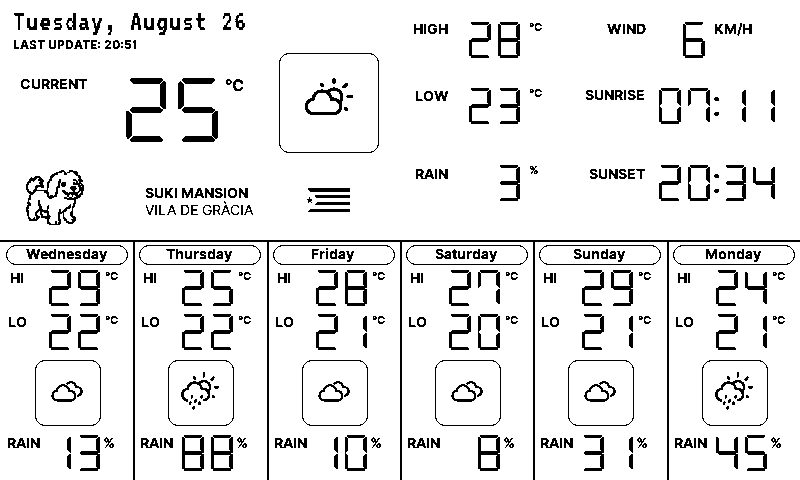 Tuesday, August 26
LAST UPDATE: 20:51
CURRENT 25 °C
HIGH 28 °C
LOW 23 °C
RAIN 3 %
WIND 6 KM/H
SUNRISE 07:11
SUNSET 20:34
SUKI MANSION
VILA DE GRÀCIA
Wednesday
HI 29 °C
LO 22 °C
RAIN 13 %
Thursday
HI 25 °C
LO 22 °C
RAIN 88 %
Friday
HI 28 °C
LO 21 °C
RAIN 10 %
Saturday
HI 27 °C
LO 20 °C
RAIN 8 %
Sunday
HI 29 °C
LO 21 °C
RAIN 31 %
Monday
HI 24 °C
LO 21 °C
RAIN 45 %